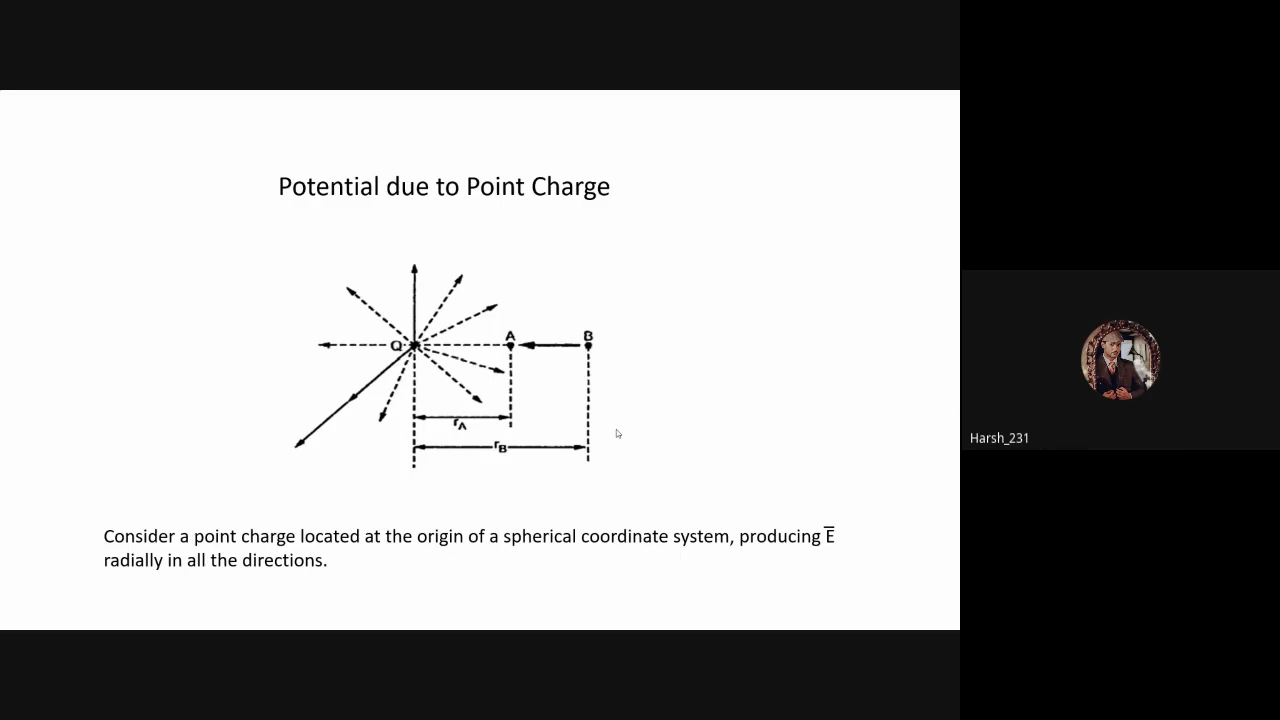 Potential due to Point Charge
Q
A
B
rA
rB
Consider a point charge located at the origin of a spherical coordinate system, producing E̅
radially in all the directions.
Harsh_231